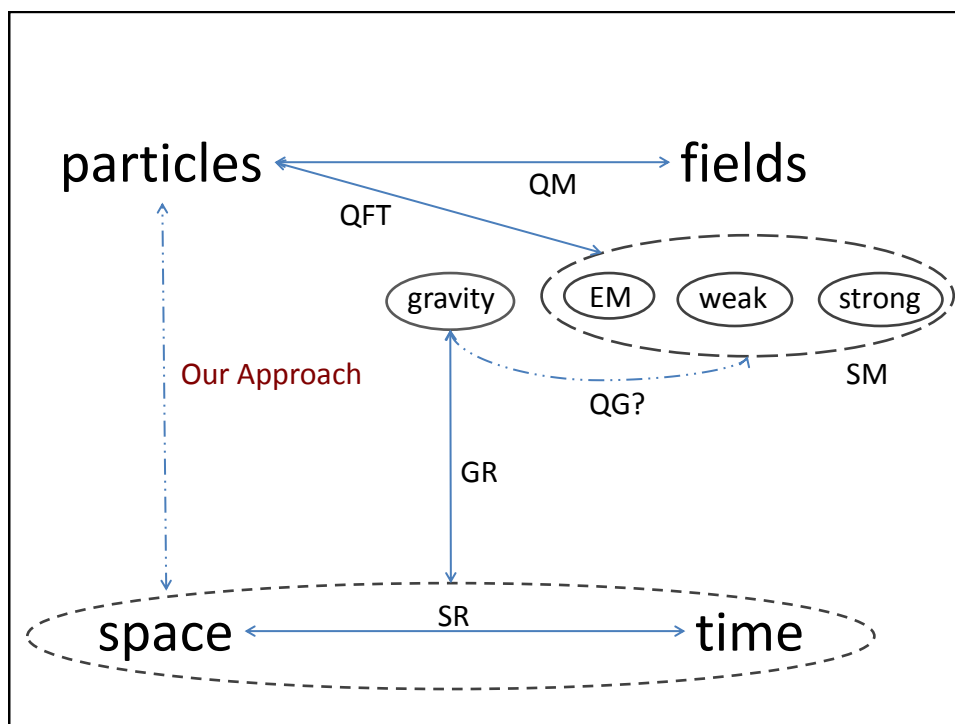 particles
fields
QM
QFT
gravity
EM
weak
strong
Our Approach
SM
QG?
GR
SR
space
time